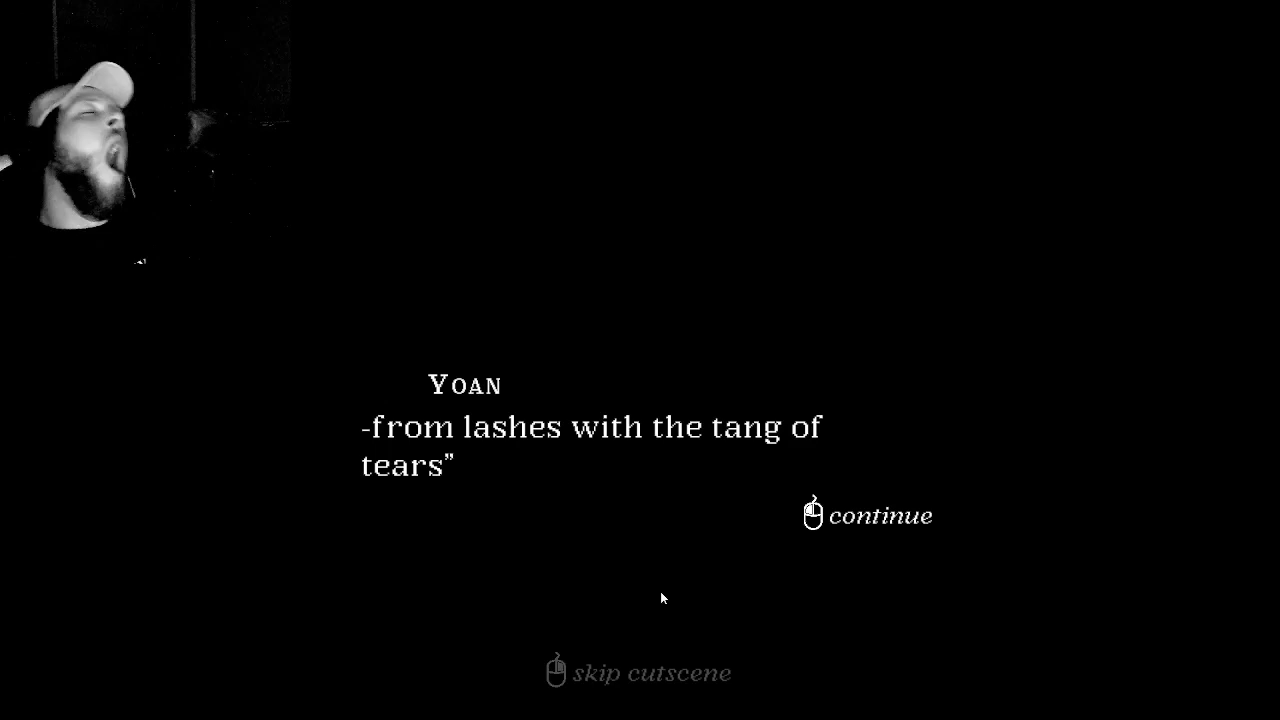 YOAN
-from lashes with the tang of
tears”
continue
skip cutscene